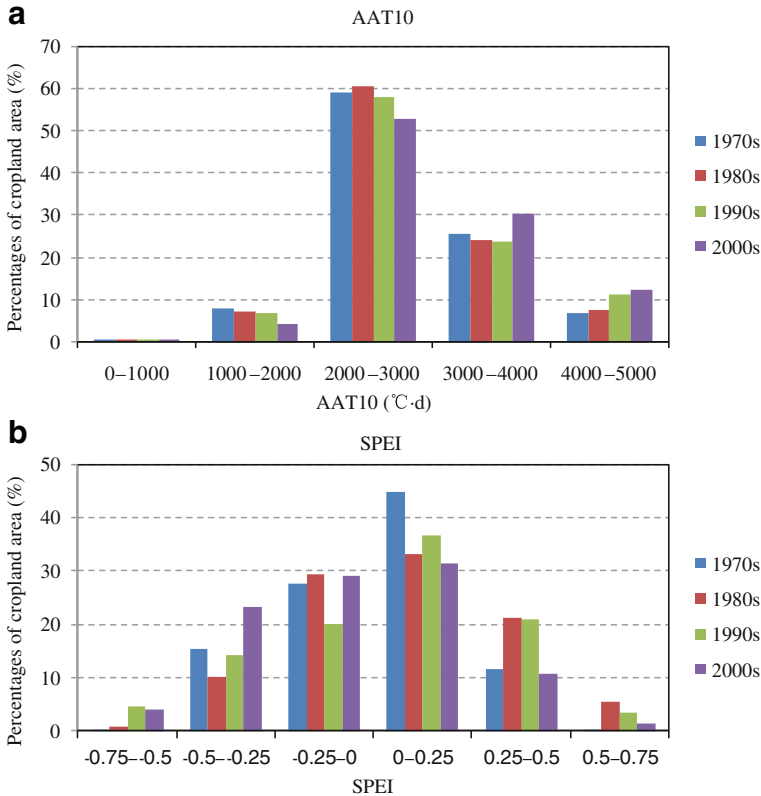 a
AAT10
Percentages of cropland area (%)
70
60
50
40
30
20
10
0
0–1000
1000–2000
2000–3000
3000–4000
4000–5000
AAT10 (℃·d)
1970s
1980s
1990s
2000s
b
SPEI
Percentages of cropland area (%)
50
40
30
20
10
0
-0.75–-0.5
-0.5–-0.25
-0.25–0
0–0.25
0.25–0.5
0.5–0.75
SPEI
1970s
1980s
1990s
2000s